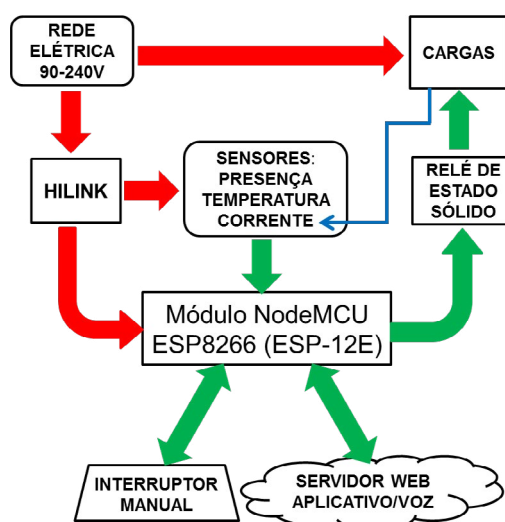 REDE
ELÉTRICA
90-240V
CARGAS
HILINK
SENSORES:
PRESENÇA
TEMPERATURA
CORRENTE
RELÉ DE
ESTADO
SÓLIDO
Módulo NodeMCU
ESP8266 (ESP-12E)
INTERRUPTOR
MANUAL
SERVIDOR WEB
APLICATIVO/VOZ